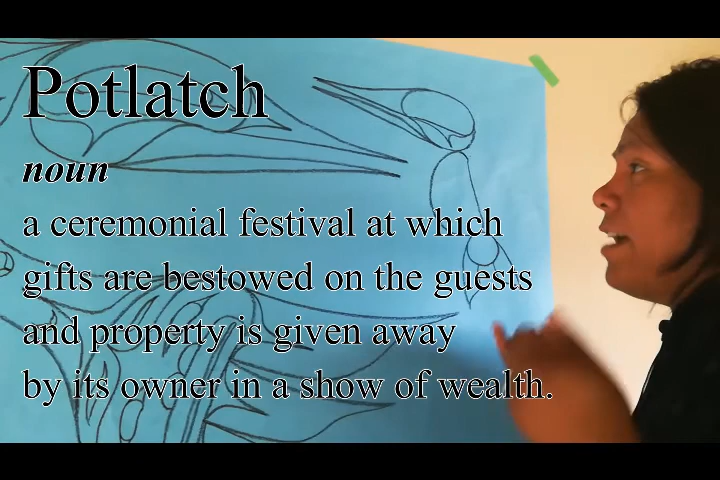 Potlatch
noun
a ceremonial festival at which
gifts are bestowed on the guests
and property is given away
by its owner in a show of wealth.